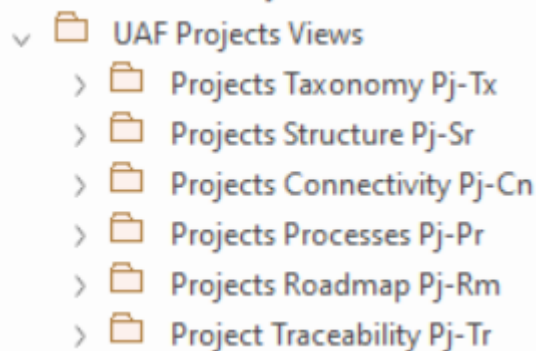 UAF Projects Views
Projects Taxonomy Pj-Tx
Projects Structure Pj-Sr
Projects Connectivity Pj-Cn
Projects Processes Pj-Pr
Projects Roadmap Pj-Rm
Project Traceability Pj-Tr